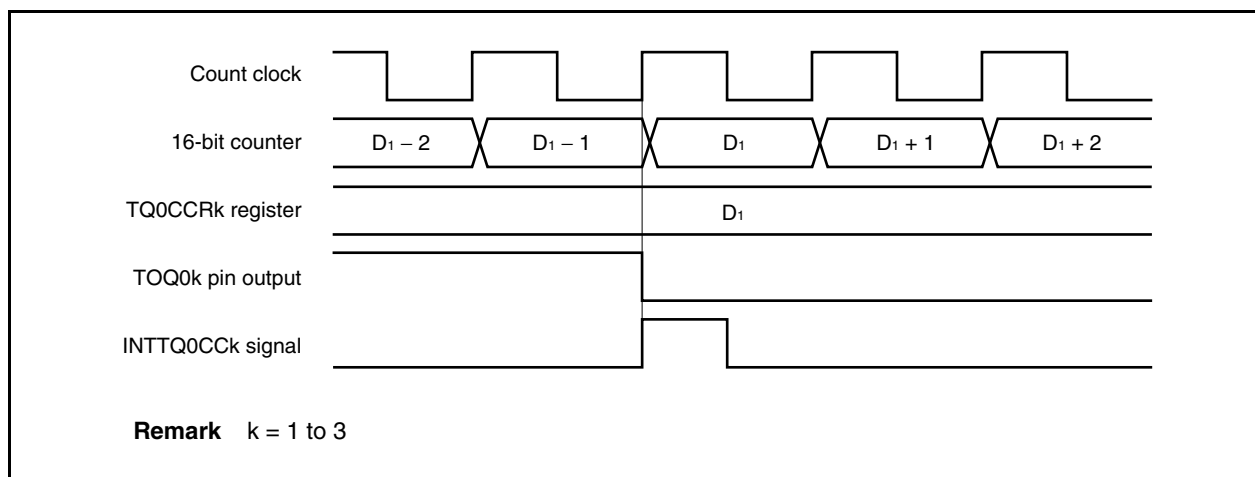 Count clock
16-bit counter
D₁ − 2
D₁ − 1
D₁
D₁ + 1
D₁ + 2
TQ0CCRk register
D₁
TOQ0k pin output
INTTQ0CCk signal
Remark k = 1 to 3